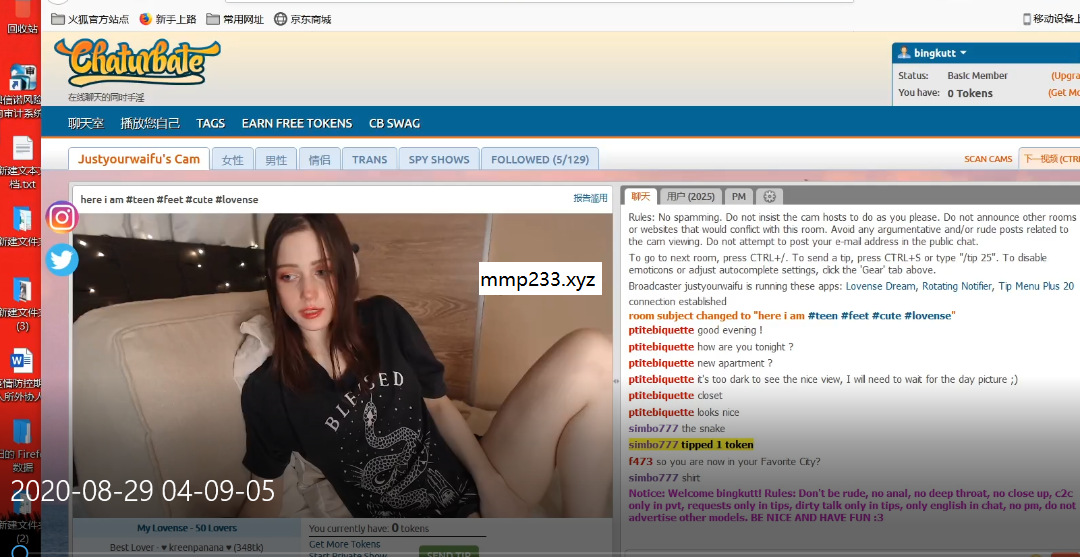 回收站
火狐官方站点
新手上路
常用网址
京东商城
移动设备上
Chaturbate
在线聊天的同时手淫
bingkutt
Status: Basic Member (Upgra
You have: 0 Tokens (Get Mo
聊天室 播放您自己 TAGS EARN FREE TOKENS CB SWAG
Justyourwaifu's Cam 女性 男性 情侣 TRANS SPY SHOWS FOLLOWED (5/129)
SCAN CAMS 下一视频 (CTRL
here i am #teen #feet #cute #lovense
报告滥用
mmp233.xyz
BLESSED
聊天 用户 (2025) PM
Rules: No spamming. Do not insist the cam hosts to do as you please. Do not announce other rooms
or websites that would conflict with this room. Avoid any argumentative and/or rude posts related to
the cam viewing. Do not attempt to post your e-mail address in the public chat.
To go to next room, press CTRL+/. To send a tip, press CTRL+S or type "/tip 25". To disable
emoticons or adjust autocomplete settings, click the 'Gear' tab above.
Broadcaster justyourwaifu is running these apps: Lovense Dream, Rotating Notifier, Tip Menu Plus 20
connection established
room subject changed to "here i am #teen #feet #cute #lovense"
ptitebiquette good evening !
ptitebiquette how are you tonight ?
ptitebiquette new apartment ?
ptitebiquette it's too dark to see the nice view, I will need to wait for the day picture ;)
ptitebiquette closet
ptitebiquette looks nice
simbo777 the snake
simbo777 tipped 1 token
f473 so you are now in your Favorite City?
simbo777 shirt
Notice: Welcome bingkutt! Rules: Don't be rude, no anal, no deep throat, no close up, c2c
only in pvt, requests only in tips, dirty talk only in tips, only english in chat, no pm, do not
advertise other models. BE NICE AND HAVE FUN :3
2020-08-29 04-09-05
My Lovense - 50 Lovers
Best Lover - ♥ kreenpanana ♥ (348tk)
You currently have: 0 tokens
Get More Tokens
Start Private Show
SEND TIP
新建文本文
档.txt
新建文件夹
新建文件夹
(3)
疫情防控期
人所外协人
旧的 Firefo
数据
新建文件夹
(2)